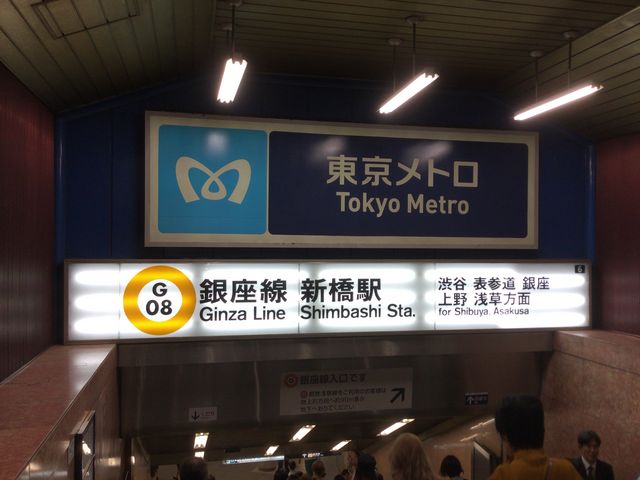 東京メトロ
Tokyo Metro
G
08
銀座線 新橋駅
Ginza Line Shimbashi Sta.
渋谷 表参道 銀座
上野 浅草方面
for Shibuya, Asakusa
6
銀座線入口です